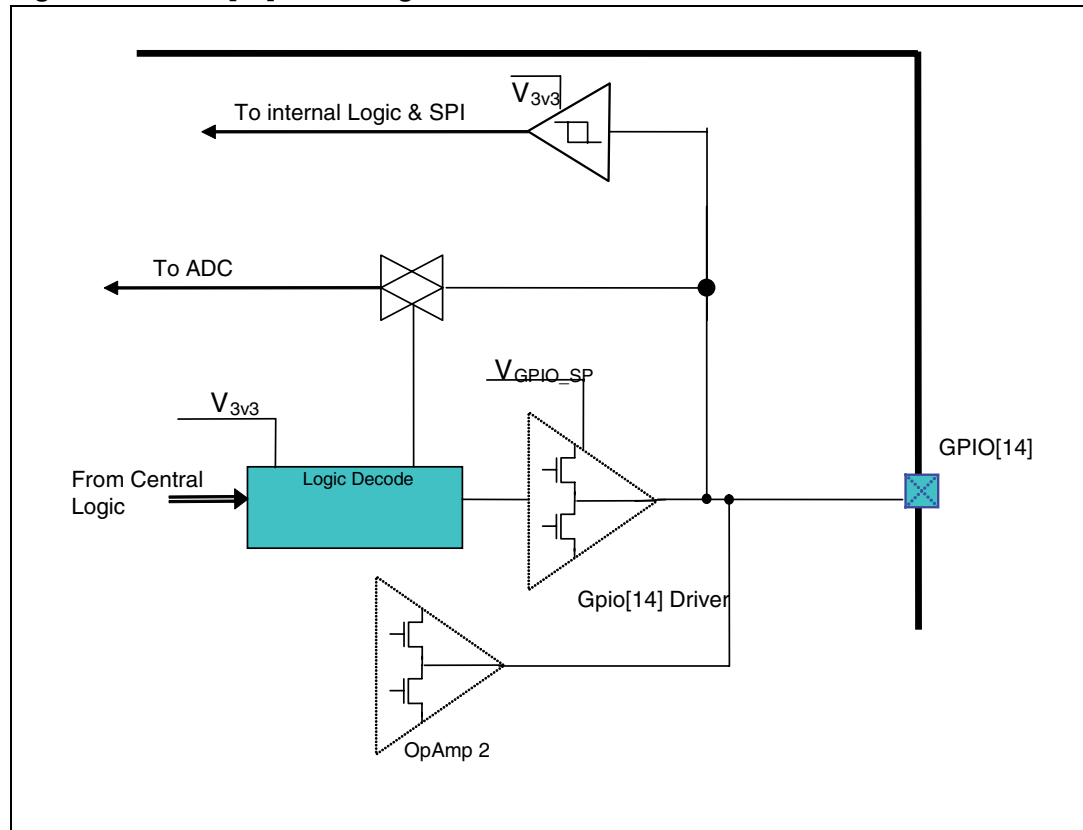 V3v3
To internal Logic & SPI
To ADC
VGPIO_SP
V3v3
GPIO[14]
Logic Decode
From Central
Logic
Gpio[14] Driver
OpAmp 2